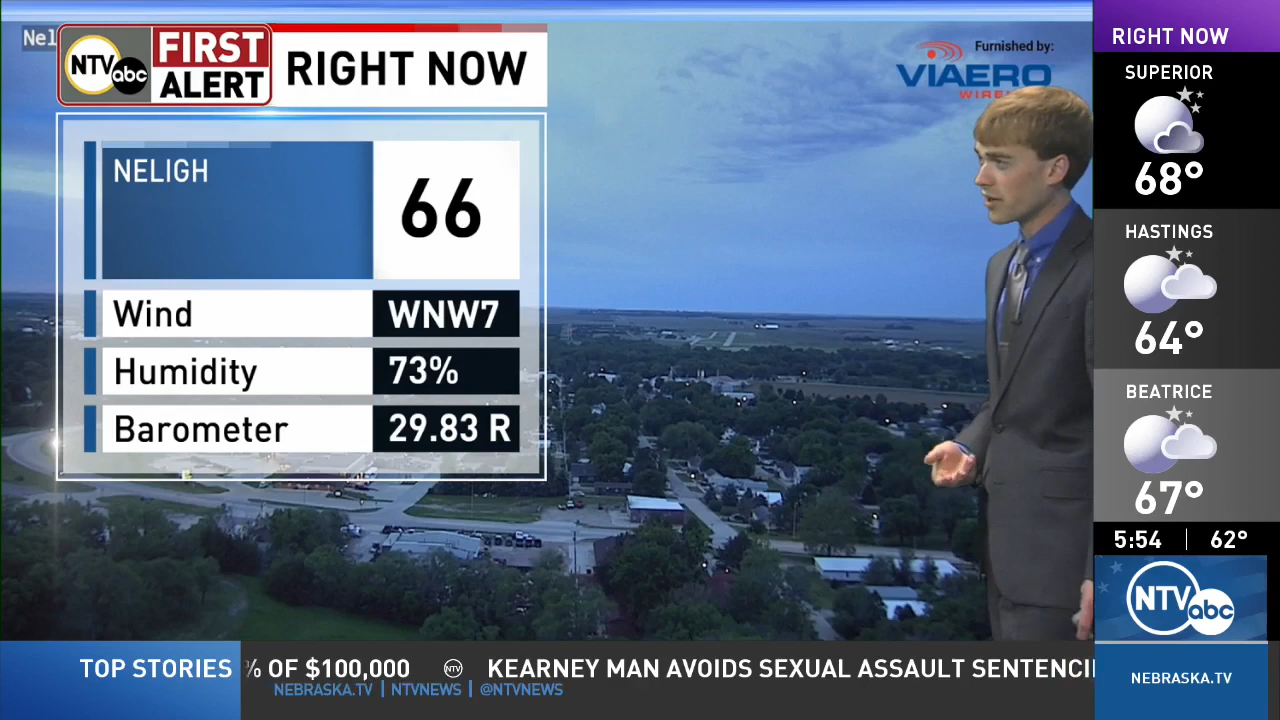 Nel
NTV abc
FIRST
ALERT
RIGHT NOW
NELIGH
66
Wind WNW7
Humidity 73%
Barometer 29.83 R
Furnished by:
VIAERO
WIRE
RIGHT NOW
SUPERIOR
68°
HASTINGS
64°
BEATRICE
67°
5:54 | 62°
NTV abc
NEBRASKA.TV
TOP STORIES % OF $100,000 NTV KEARNEY MAN AVOIDS SEXUAL ASSAULT SENTENCI
NEBRASKA.TV | NTVNEWS | @NTVNEWS